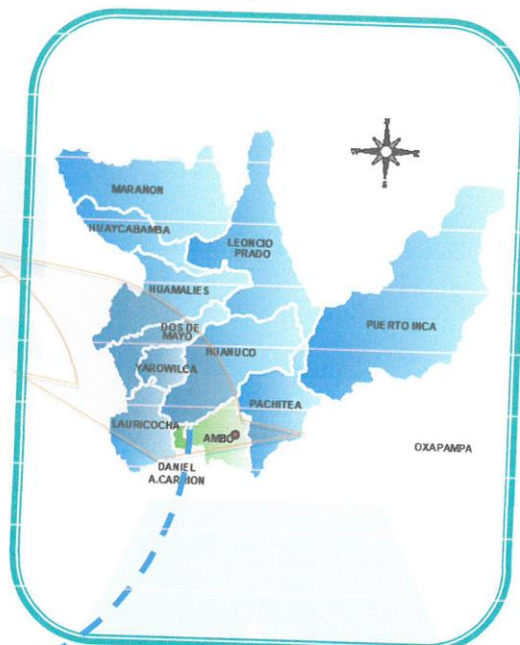 MARAÑON
HUAYCABAMBA
LEONCIO
PRADO
HUAMALIES
DOS DE
MAYO
HUANUCO
PUERTO INCA
YAROWILCA
PACHITEA
LAURICOCHA
AMBO
OXAPAMPA
DANIEL
A.CARRION